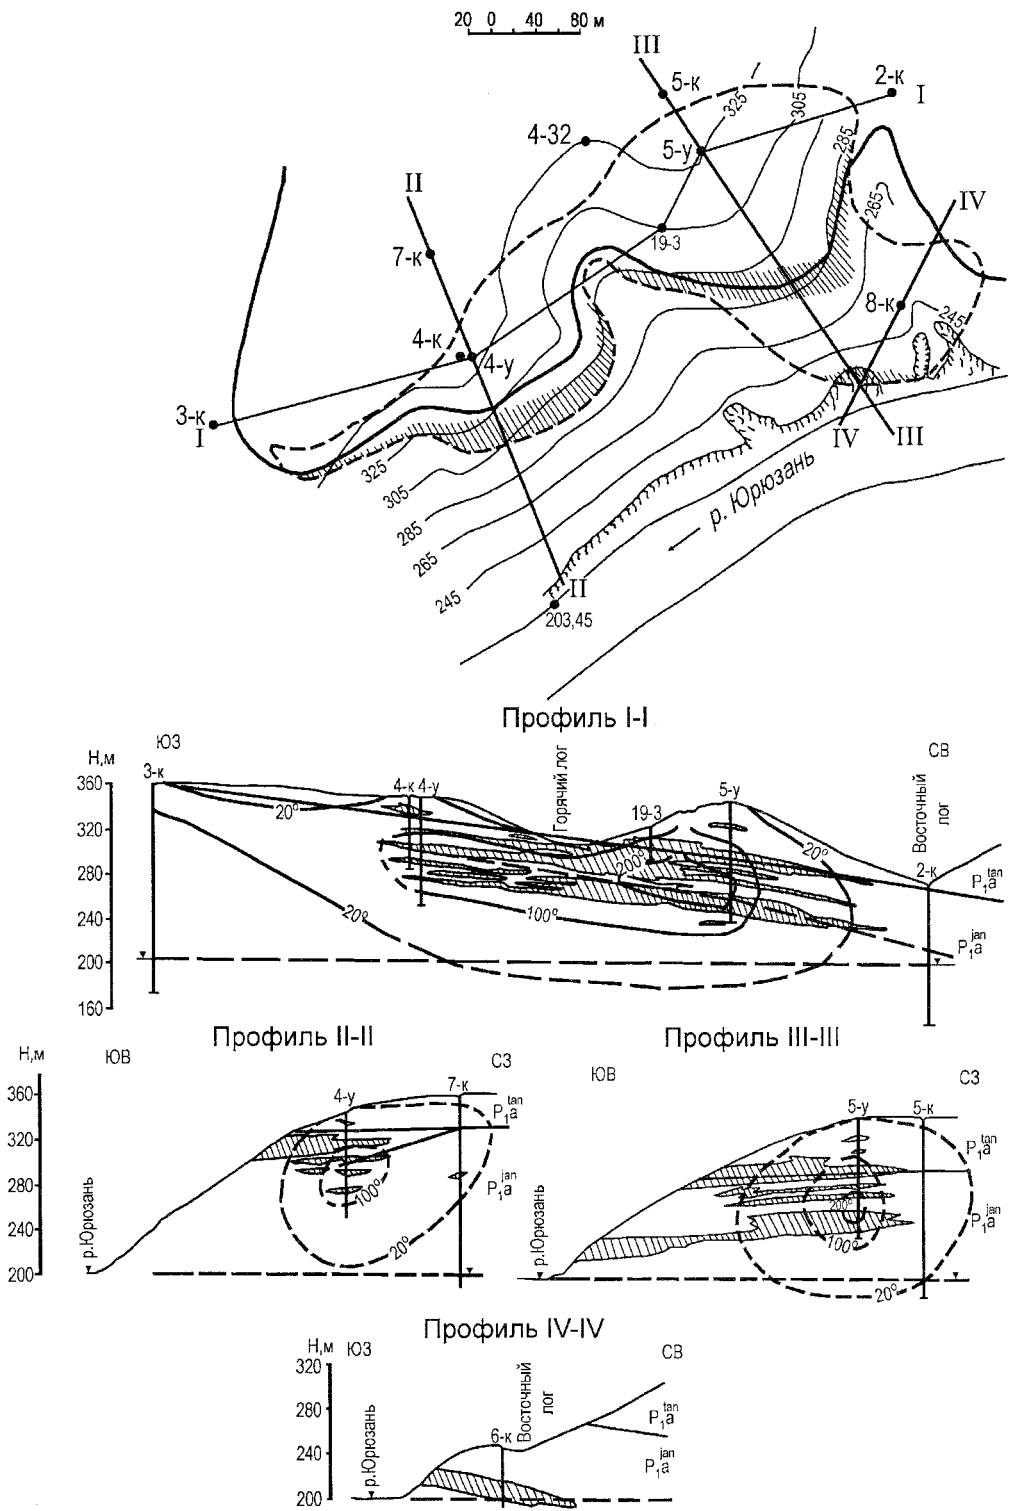 20 0 40 80 м
III
5-к
2-к
I
325
305
4-32
5-у
285
II
265
IV
19-3
7-к
8-к
245
4-к
4-у
3-к
I
IV
III
325
305
р. Юрюзань
285
265
245
II
203,45
Профиль I-I
ЮЗ
СВ
Н,м
3-к
4-к
4-у
Горячий лог
19-3
5-у
Восточный лог
2-к
360
320
280
240
200
160
20°
200°
20°
20°
100°
P₁a^tan
P₁a^jan
Профиль II-II
Н,м
ЮВ
СЗ
4-у
7-к
360
320
280
240
200
р.Юрюзань
100°
20°
P₁a^tan
P₁a^jan
Профиль III-III
ЮВ
СЗ
5-у
5-к
р.Юрюзань
200°
100°
20°
P₁a^tan
P₁a^jan
Профиль IV-IV
Н,м
ЮЗ
СВ
320
280
240
200
р.Юрюзань
6-к
Восточный лог
P₁a^tan
P₁a^jan